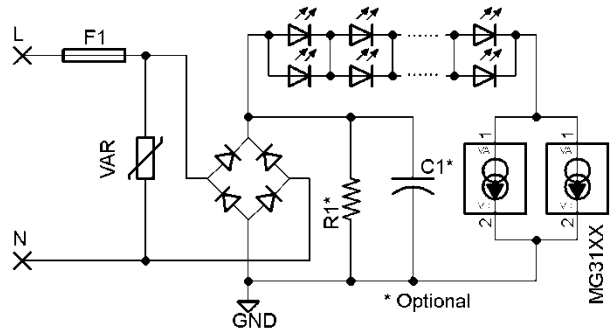 L
F1
VAR
N
R1*
C1*
1
1
2
2
MG31XX
* Optional
GND